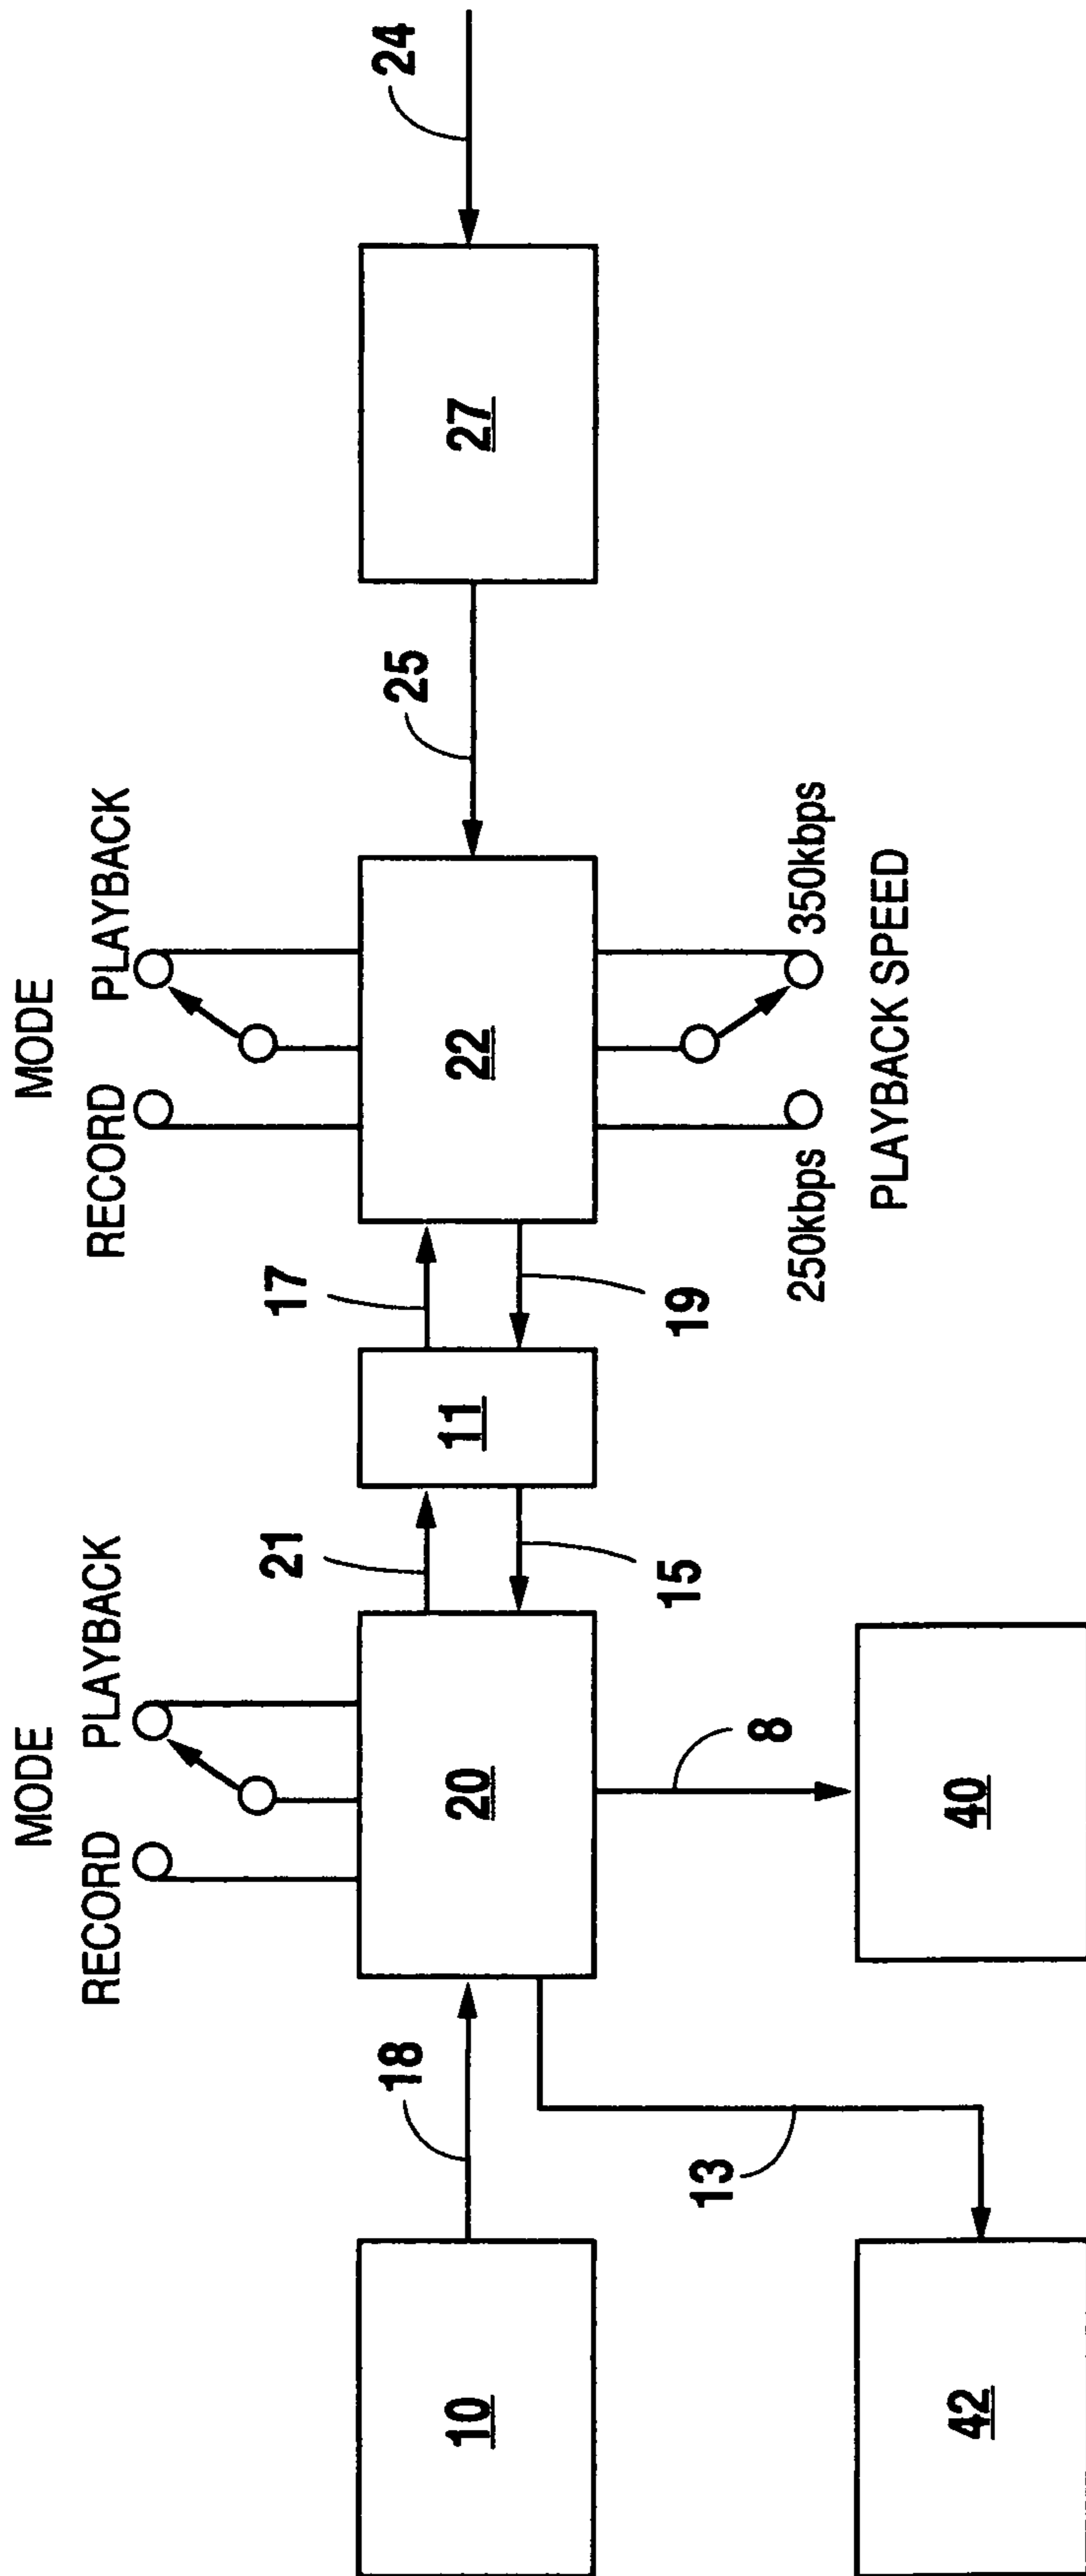 MODE
MODE
RECORD
PLAYBACK
RECORD
PLAYBACK
18
21
17
25
24
10
20
11
22
27
15
19
13
8
250kbps
350kbps
PLAYBACK SPEED
42
40